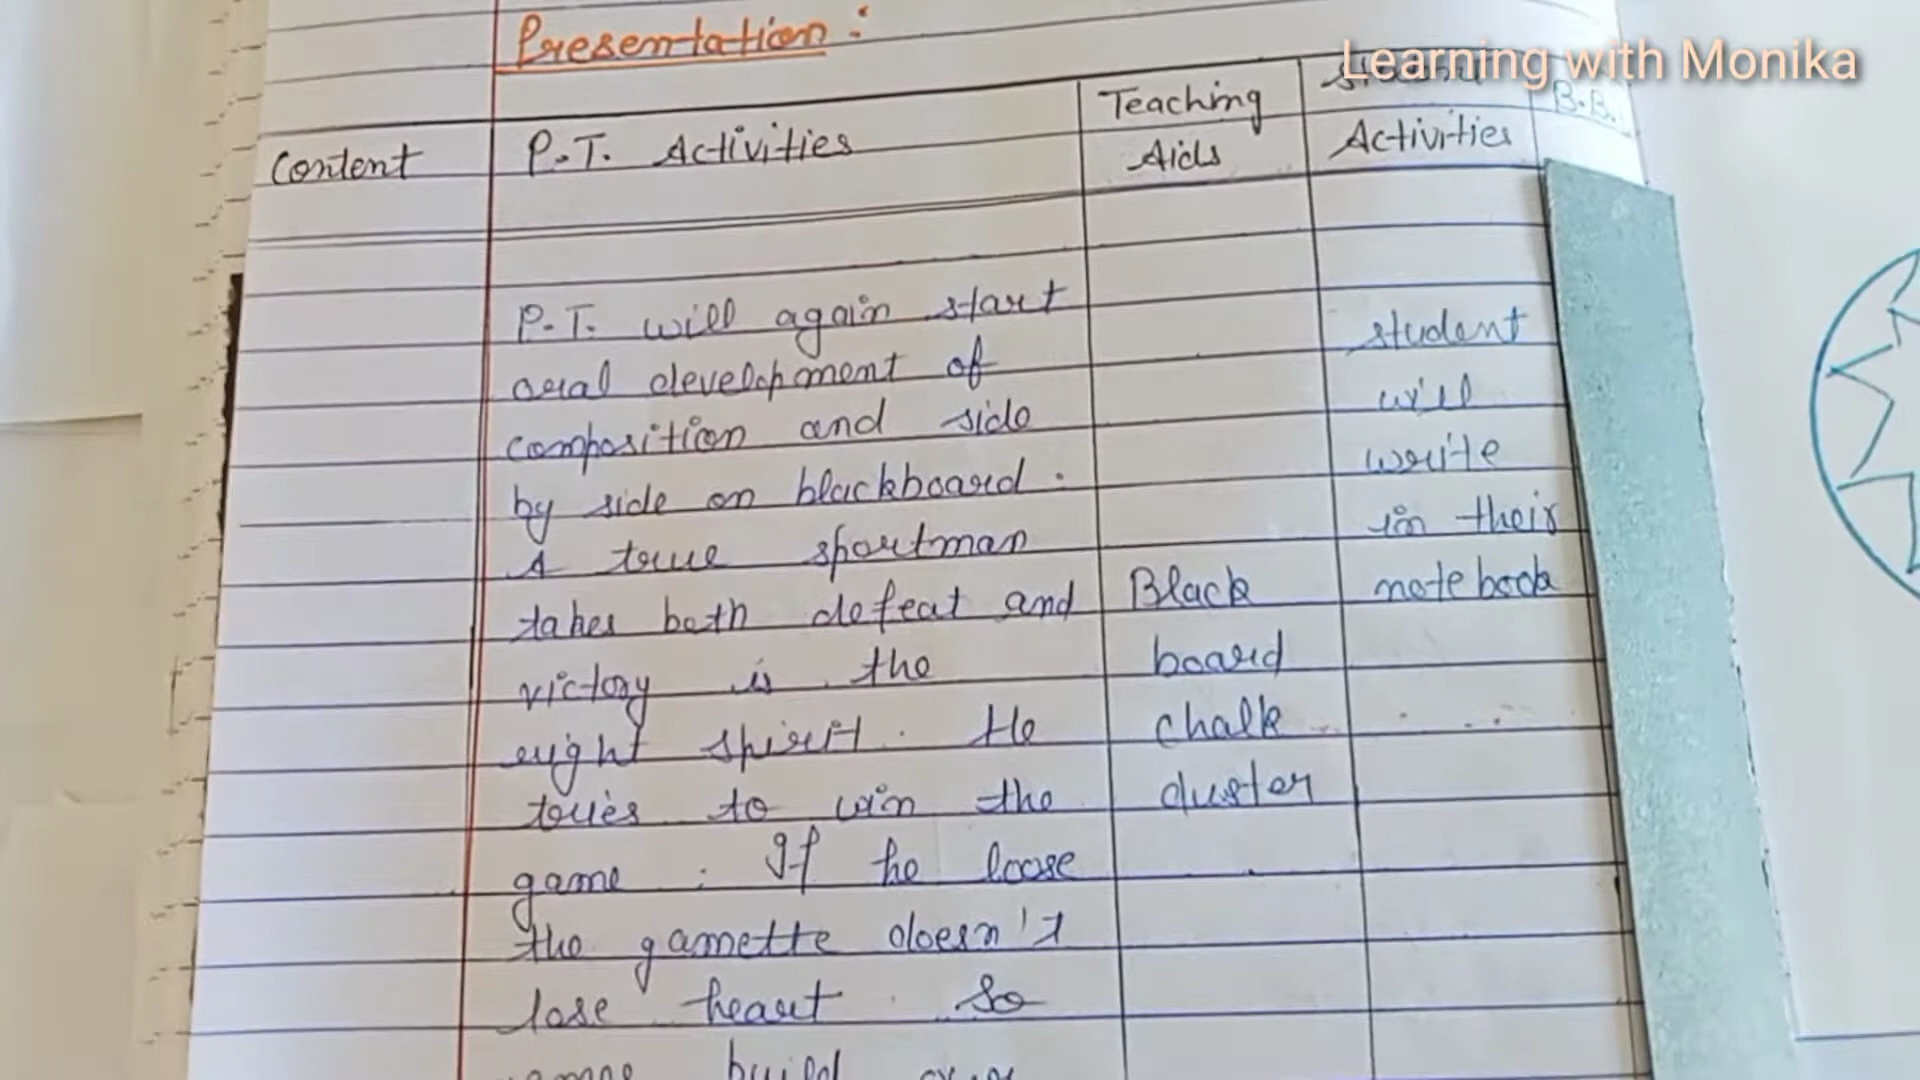 Presentation :
Learning with Monika
Content
P.T. Activities
Teaching
Aids
Activities
B.B.
P.T. will again start
oral development of
composition and side
by side on blackboard.
A true sportman
takes both defeat and
victory is the
right spirit. He
tries to win the
game. If he loose
the gamette doesn't
lose heart. So
build
Black
board
chalk
duster
student
will
write
in their
notebook